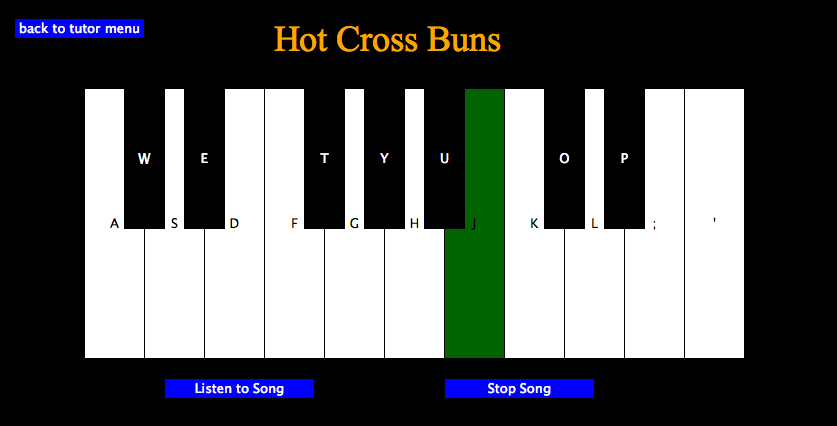 back to tutor menu
Hot Cross Buns
W E T Y U O P
A S D F G H J K L ; '
Listen to Song Stop Song